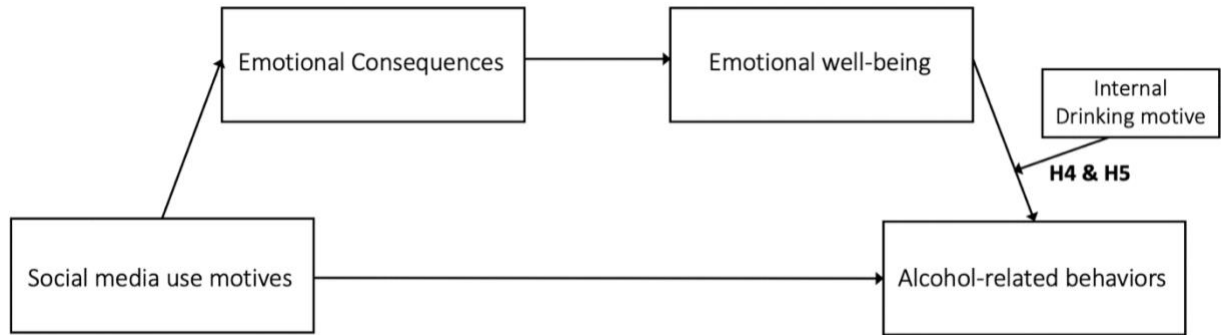 Emotional Consequences
Emotional well-being
Internal
Drinking motive
H4 & H5
Social media use motives
Alcohol-related behaviors